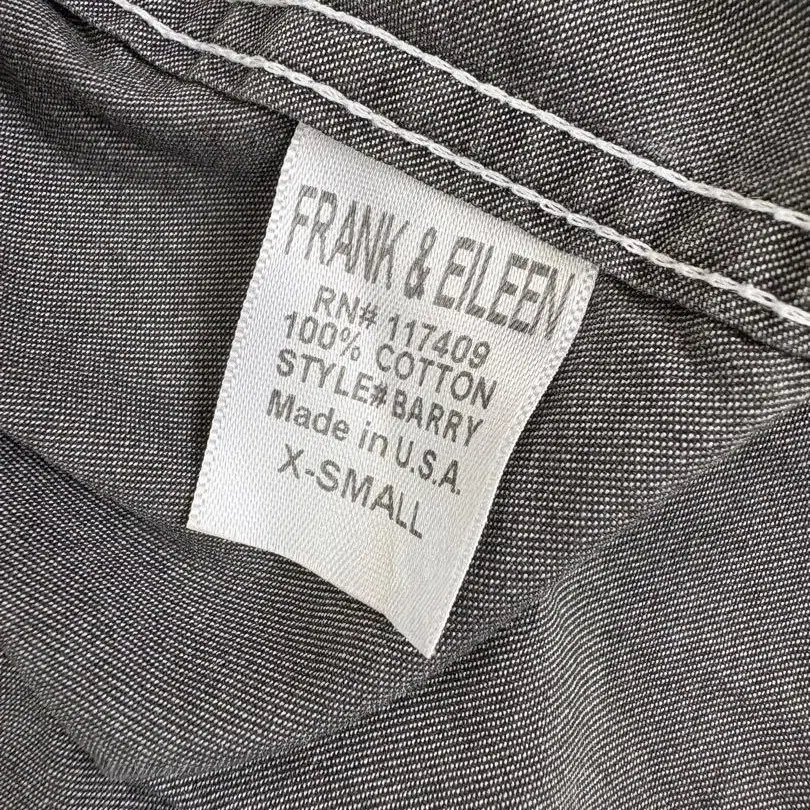 FRANK & EILEEN
RN# 117409
100% COTTON
STYLE#BARRY
Made in U.S.A.
X-SMALL